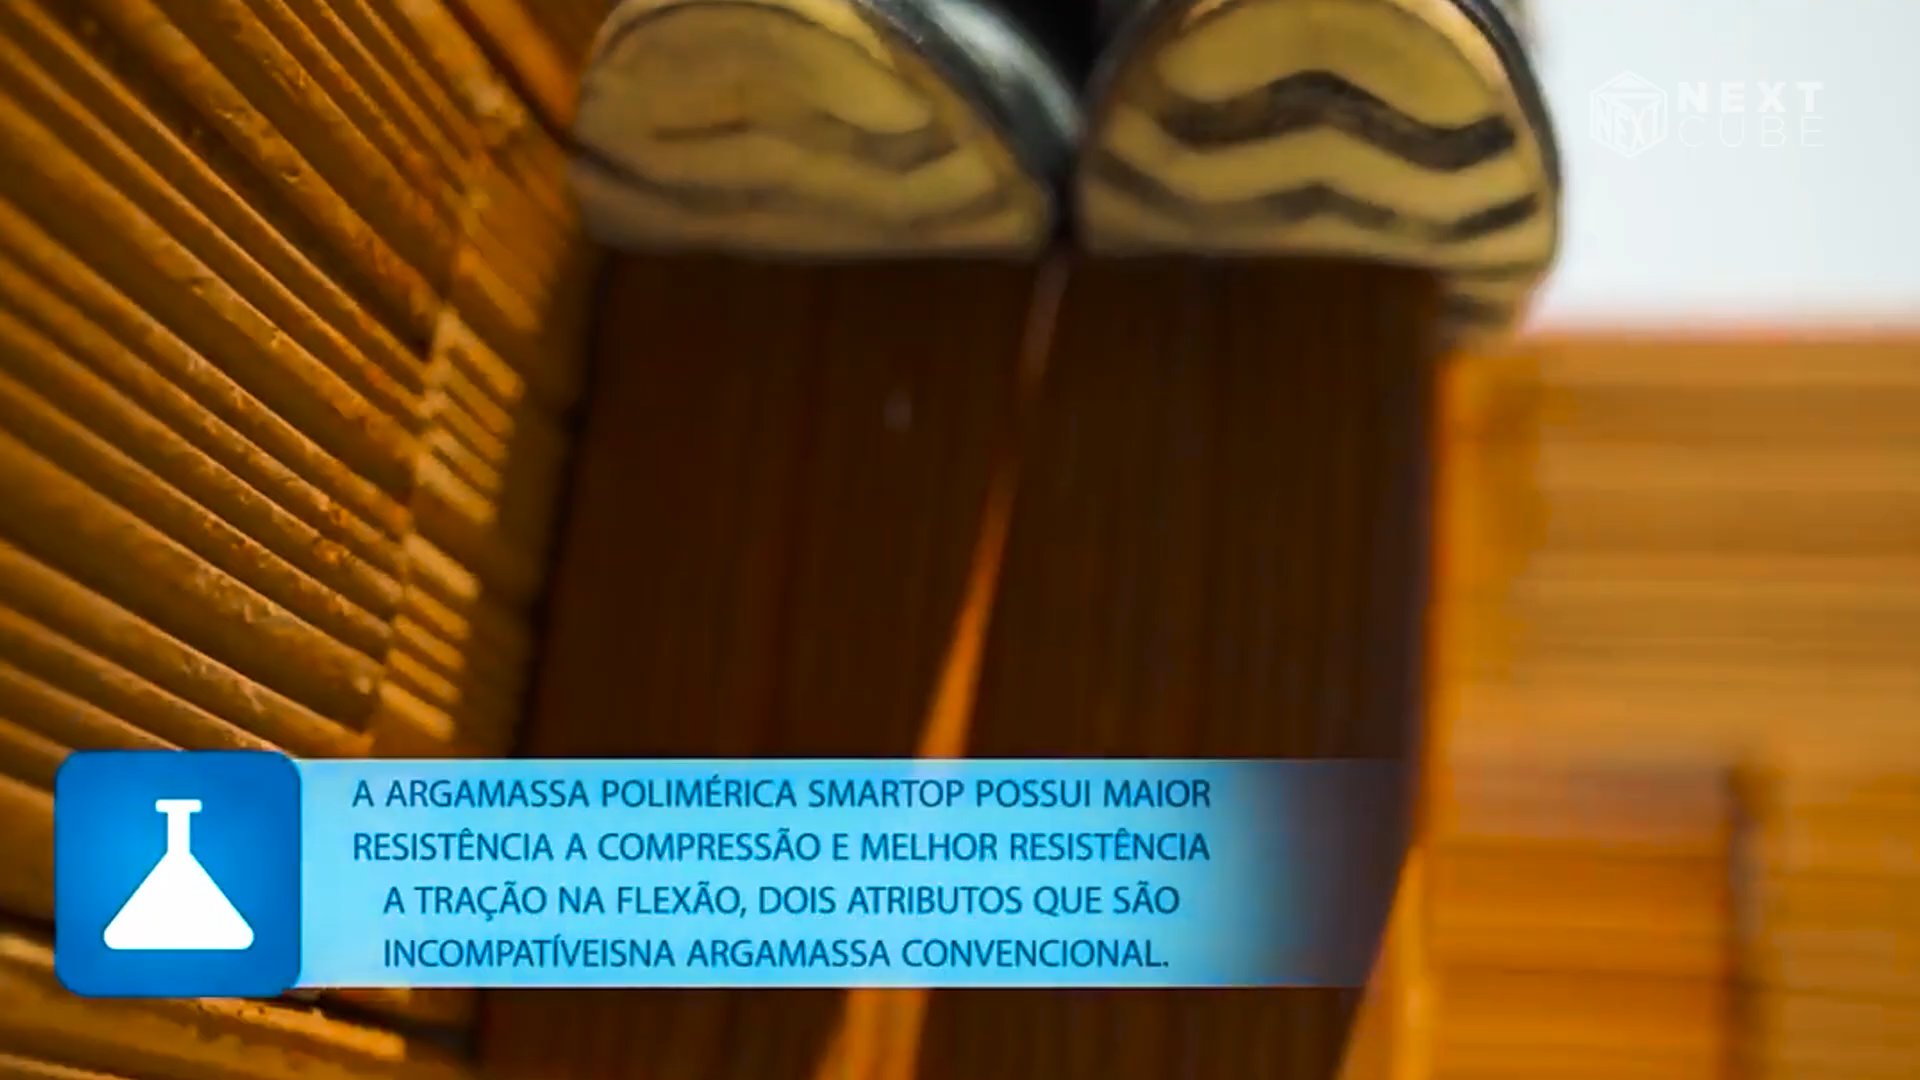 NEXT
CUBE
A ARGAMASSA POLIMÉRICA SMARTOP POSSUI MAIOR
RESISTÊNCIA A COMPRESSÃO E MELHOR RESISTÊNCIA
A TRAÇÃO NA FLEXÃO, DOIS ATRIBUTOS QUE SÃO
INCOMPATÍVEISNA ARGAMASSA CONVENCIONAL.